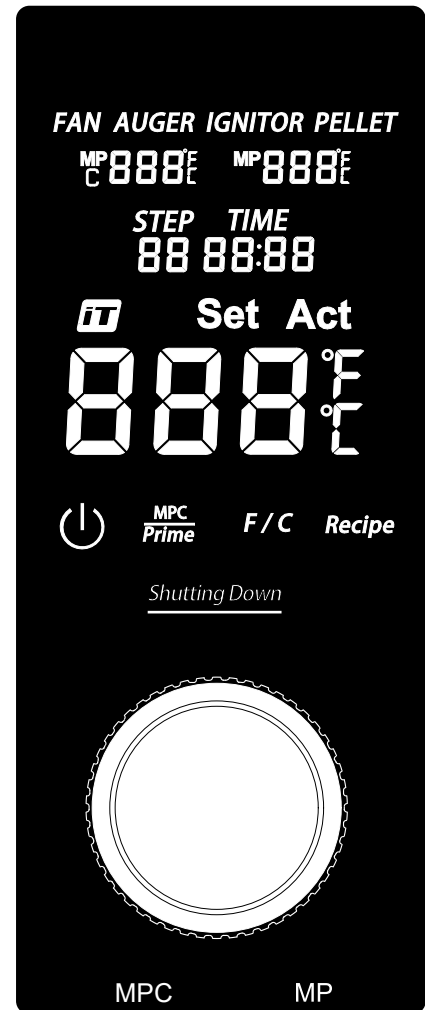 FAN AUGER IGNITOR PELLET
MP C 888°F C MP 888°F C
STEP TIME
88 88:88
iT Set Act
888 °F °C
MPC Prime F / C Recipe
Shutting Down
MPC MP